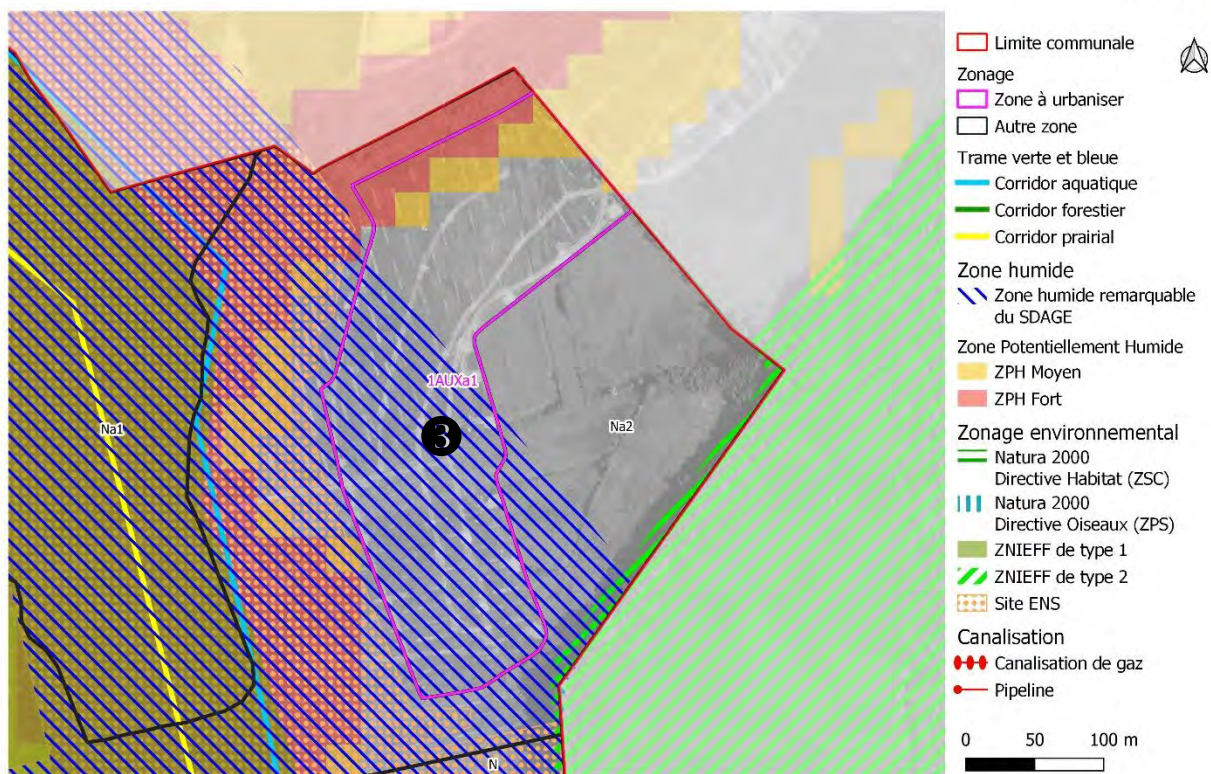 1AUXa1
3
Na1
Na2
N
Limite communale
Zonage
Zone à urbaniser
Autre zone
Trame verte et bleue
Corridor aquatique
Corridor forestier
Corridor prairial
Zone humide
Zone humide remarquable
du SDAGE
Zone Potentiellement Humide
ZPH Moyen
ZPH Fort
Zonage environnemental
Natura 2000
Directive Habitat (ZSC)
Natura 2000
Directive Oiseaux (ZPS)
ZNIEFF de type 1
ZNIEFF de type 2
Site ENS
Canalisation
Canalisation de gaz
Pipeline
0 50 100 m